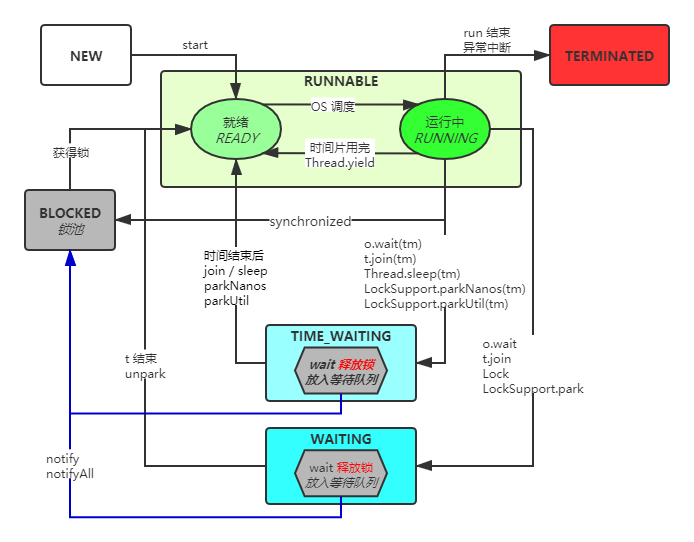 NEW
start
run 结束
异常中断
TERMINATED
RUNNABLE
就绪
READY
OS 调度
运行中
RUNNING
时间片用完
Thread.yield
获得锁
BLOCKED
锁池
synchronized
时间结束后
join / sleep
parkNanos
parkUtil
o.wait(tm)
t.join(tm)
Thread.sleep(tm)
LockSupport.parkNanos(tm)
LockSupport.parkUtil(tm)
TIME_WAITING
wait 释放锁
放入等待队列
o.wait
t.join
Lock
LockSupport.park
t 结束
unpark
WAITING
wait 释放锁
放入等待队列
notify
notifyAll